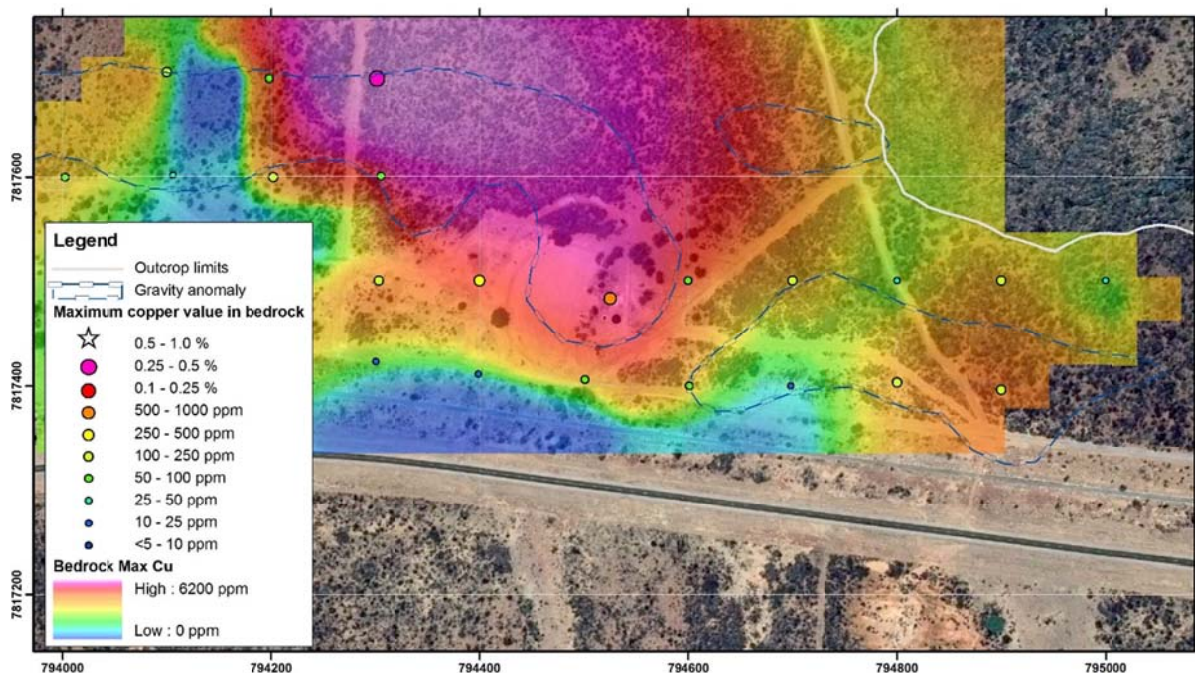 7817600
7817400
7817200
Legend
Outcrop limits
Gravity anomaly
Maximum copper value in bedrock
0.5 - 1.0 %
0.25 - 0.5 %
0.1 - 0.25 %
500 - 1000 ppm
250 - 500 ppm
100 - 250 ppm
50 - 100 ppm
25 - 50 ppm
10 - 25 ppm
<5 - 10 ppm
Bedrock Max Cu
High : 6200 ppm
Low : 0 ppm
794000 794200 794400 794600 794800 795000